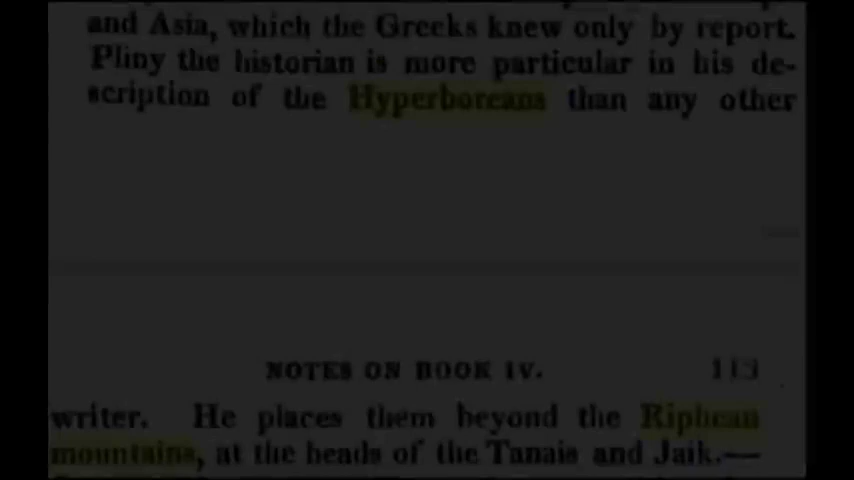 and Asia, which the Greeks knew only by report.
Pliny the historian is more particular in his de-
scription of the Hyperboreans than any other
NOTES ON BOOK IV. 113
writer. He places them beyond the Riphean
mountains, at the heads of the Tanais and Jaik.—